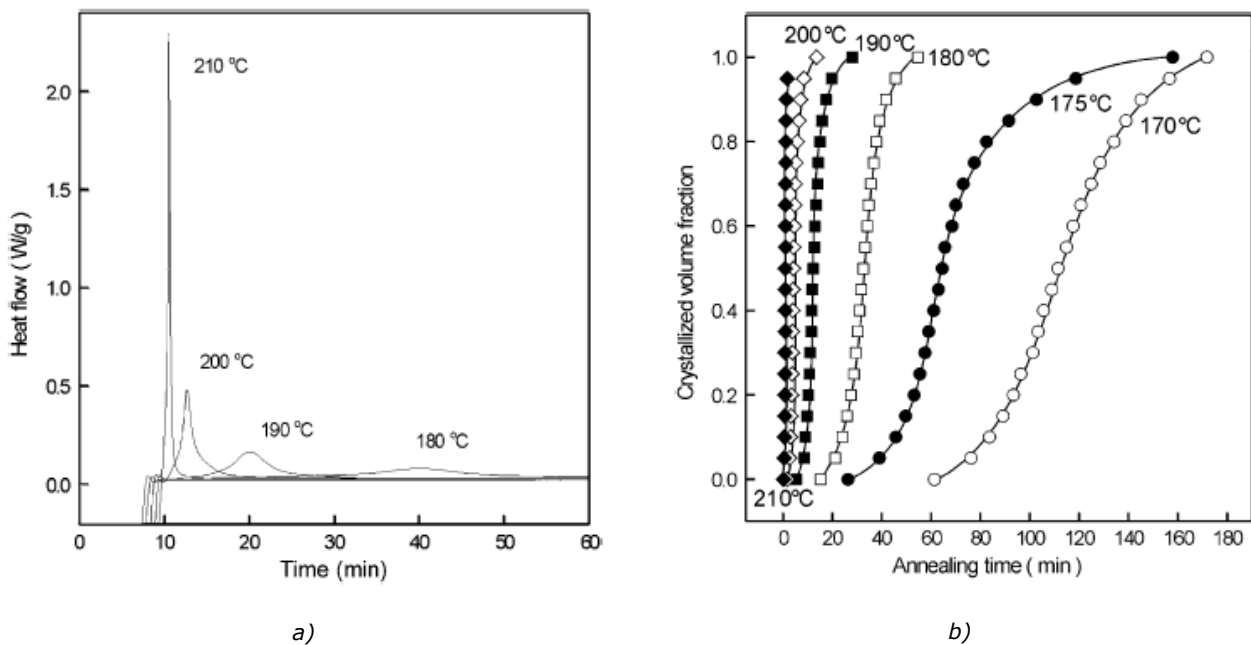 210 °C
2.0
1.5
Heat flow ( W/g )
1.0
0.5
200 °C
190 °C
180 °C
0.0
0
10
20
30
40
50
60
Time (min)
a)
200°C
190°C
180°C
1.0
175°C
170°C
0.8
Crystallized volume fraction
0.6
0.4
0.2
0.0
210°C
0
20
40
60
80
100
120
140
160
180
Annealing time ( min )
b)